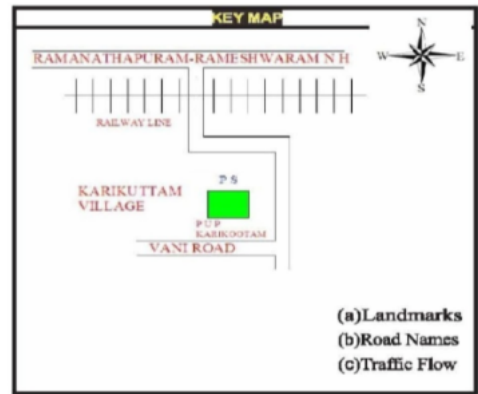 KEY MAP
N
W E
S
RAMANATHAPURAM-RAMESHWARAM N H
RAILWAY LINE
P S
KARIKUTTAM
VILLAGE
P U P
KARIKOOTAM
VANI ROAD
(a)Landmarks
(b)Road Names
(c)Traffic Flow